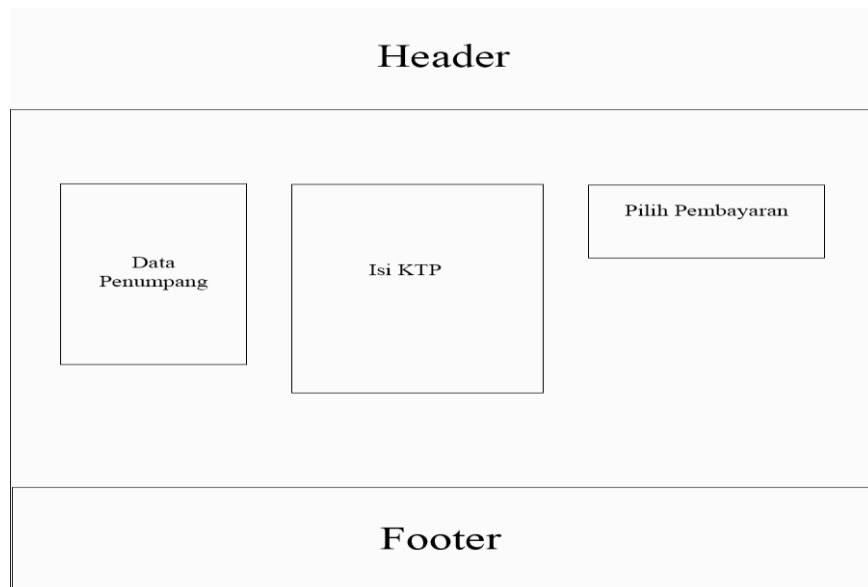 Header
Data
Penumpang
Isi KTP
Pilih Pembayaran
Footer